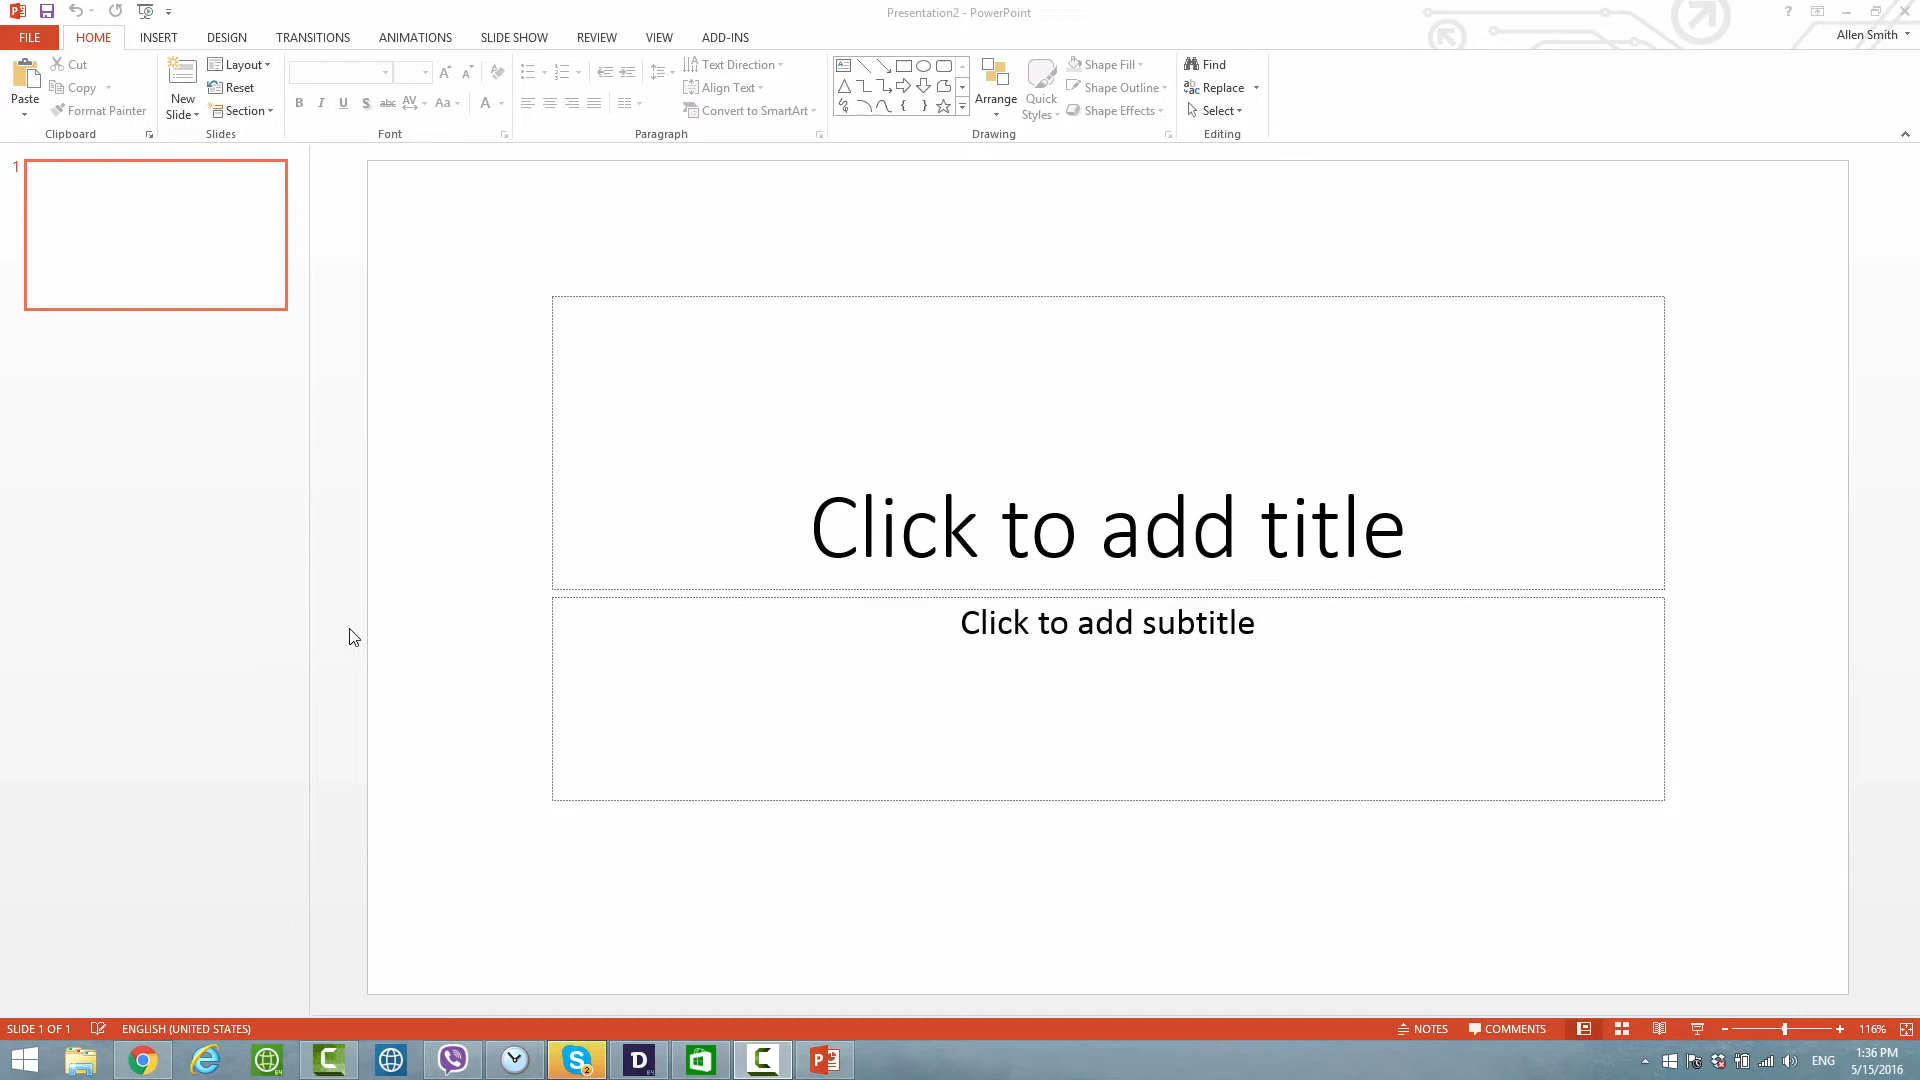 Presentation2 - PowerPoint
Allen Smith
FILE HOME INSERT DESIGN TRANSITIONS ANIMATIONS SLIDE SHOW REVIEW VIEW ADD-INS
Paste
Cut
Copy
Format Painter
Clipboard
New
Slide
Layout
Reset
Section
Slides
Font
Text Direction
Align Text
Convert to SmartArt
Paragraph
Arrange
Quick
Styles
Shape Fill
Shape Outline
Shape Effects
Drawing
Find
Replace
Select
Editing
1
Click to add title
Click to add subtitle
SLIDE 1 OF 1 ENGLISH (UNITED STATES)
NOTES COMMENTS 116%
ENG
1:36 PM
5/15/2016